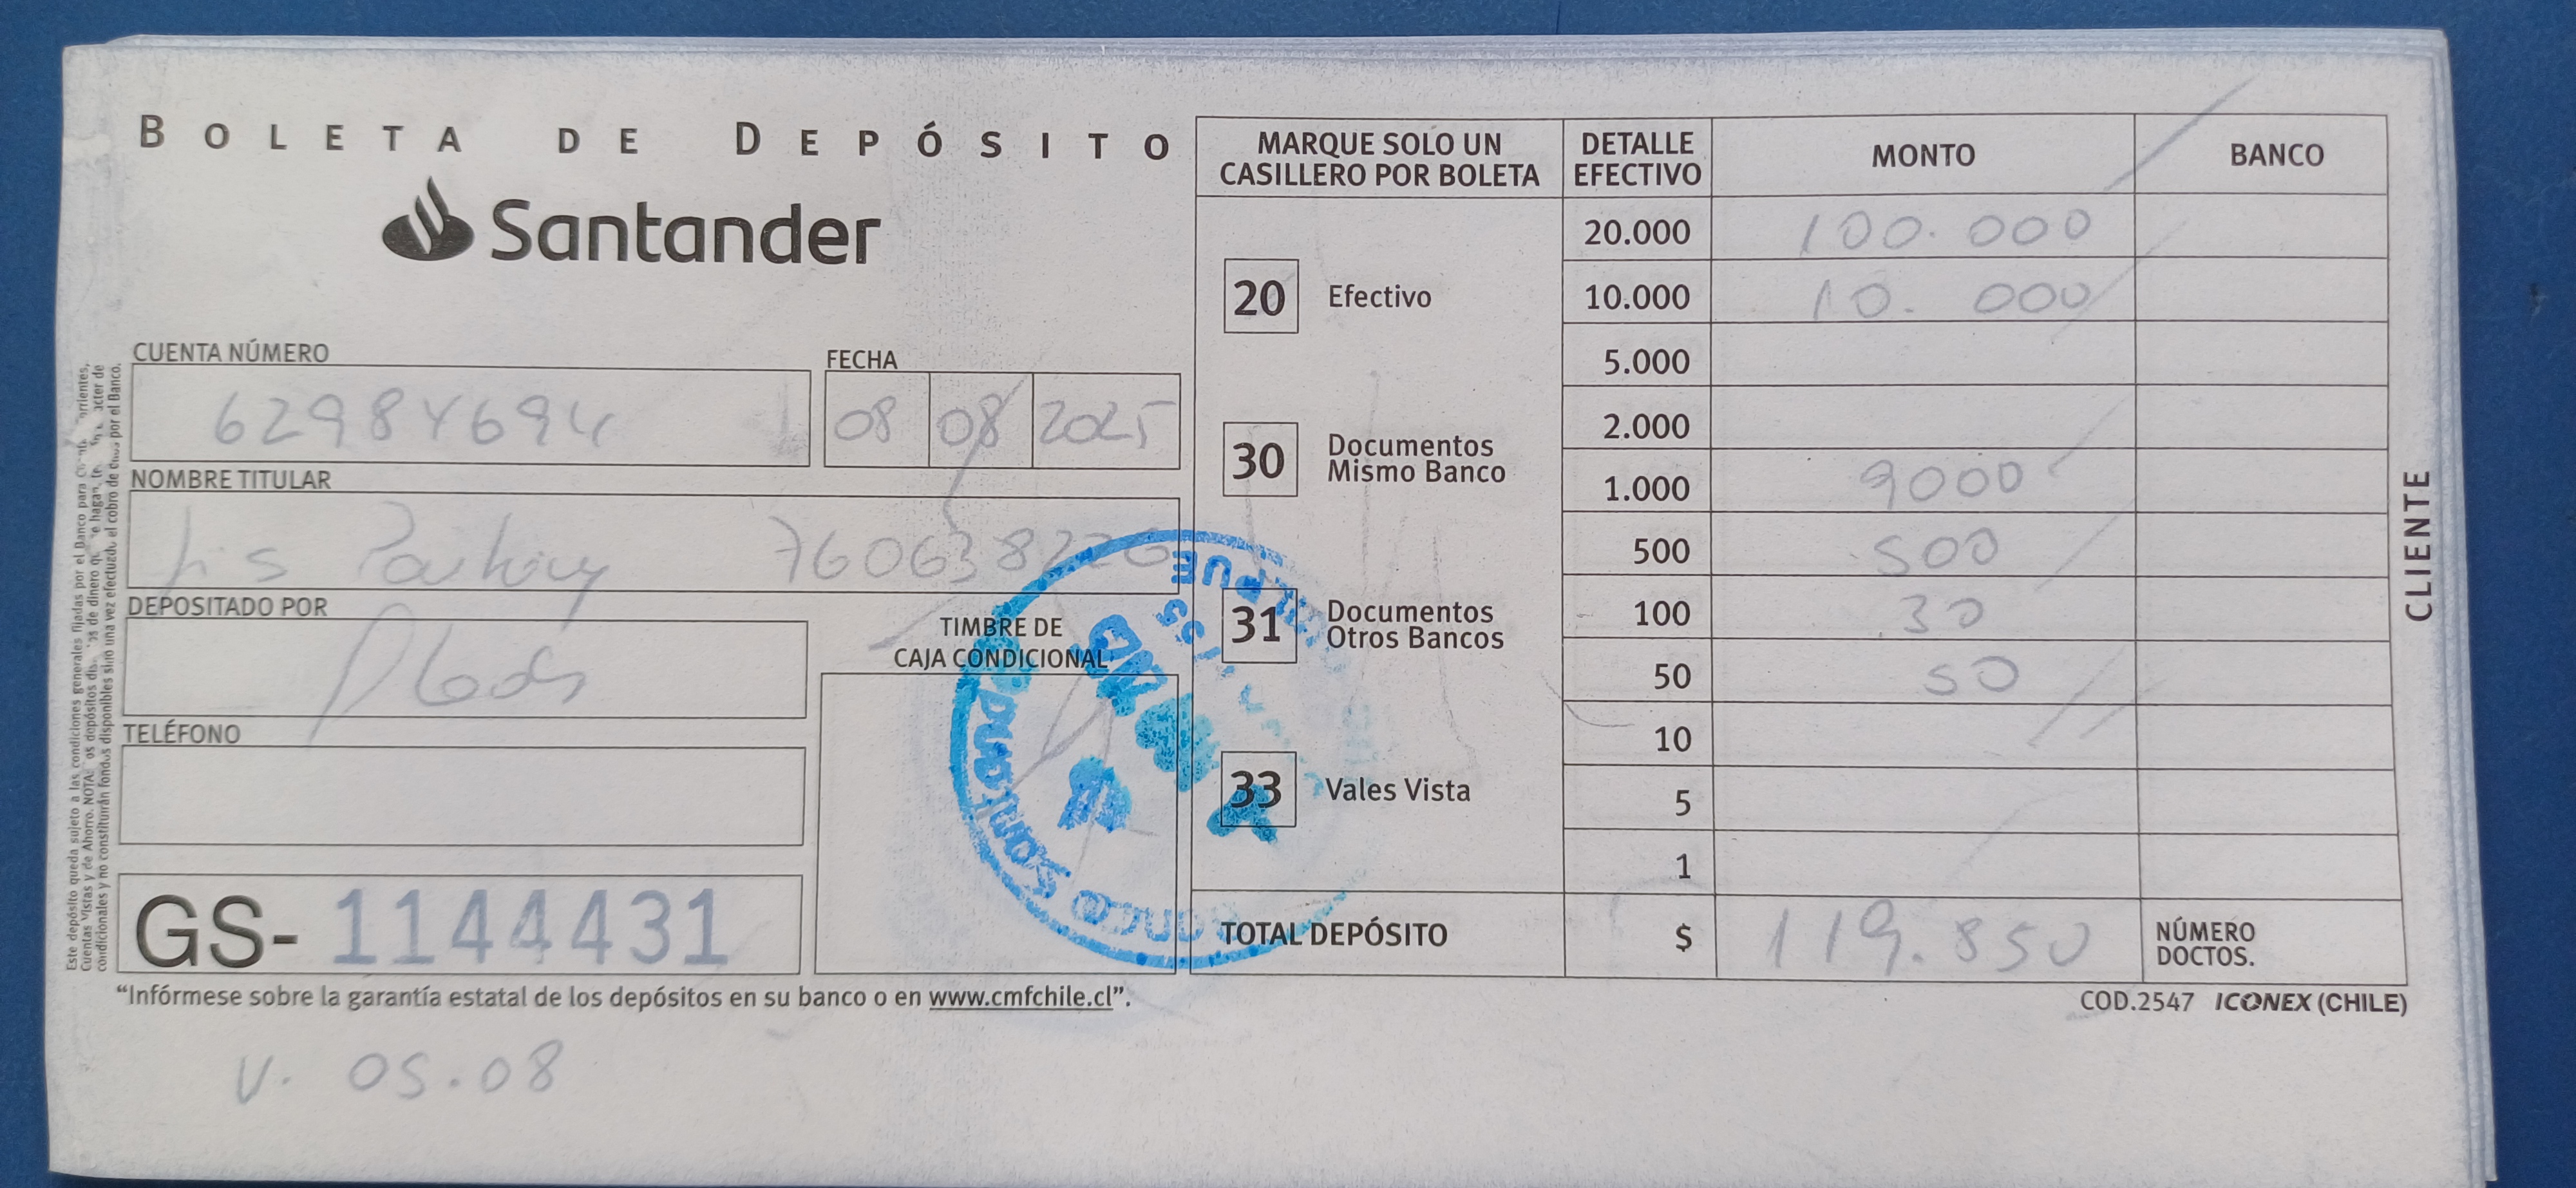 BOLETA DE DEPÓSITO
Santander
CUENTA NÚMERO
62984694
FECHA
08 08 2025
NOMBRE TITULAR
760638220
DEPOSITADO POR
TELÉFONO
TIMBRE DE
CAJA CONDICIONAL
GS- 1144431
"Infórmese sobre la garantía estatal de los depósitos en su banco o en www.cmfchile.cl".
V. 05.08
MARQUE SOLO UN
CASILLERO POR BOLETA
20 Efectivo
30 Documentos
Mismo Banco
31 Documentos
Otros Bancos
33 Vales Vista
DETALLE
EFECTIVO MONTO BANCO
20.000 100.000
10.000 10.000
5.000
2.000
1.000 9000
500 500
100 30
50 50
10
5
1
TOTAL DEPÓSITO $ 119.850
NÚMERO
DOCTOS.
CLIENTE
COD.2547 ICONEX (CHILE)